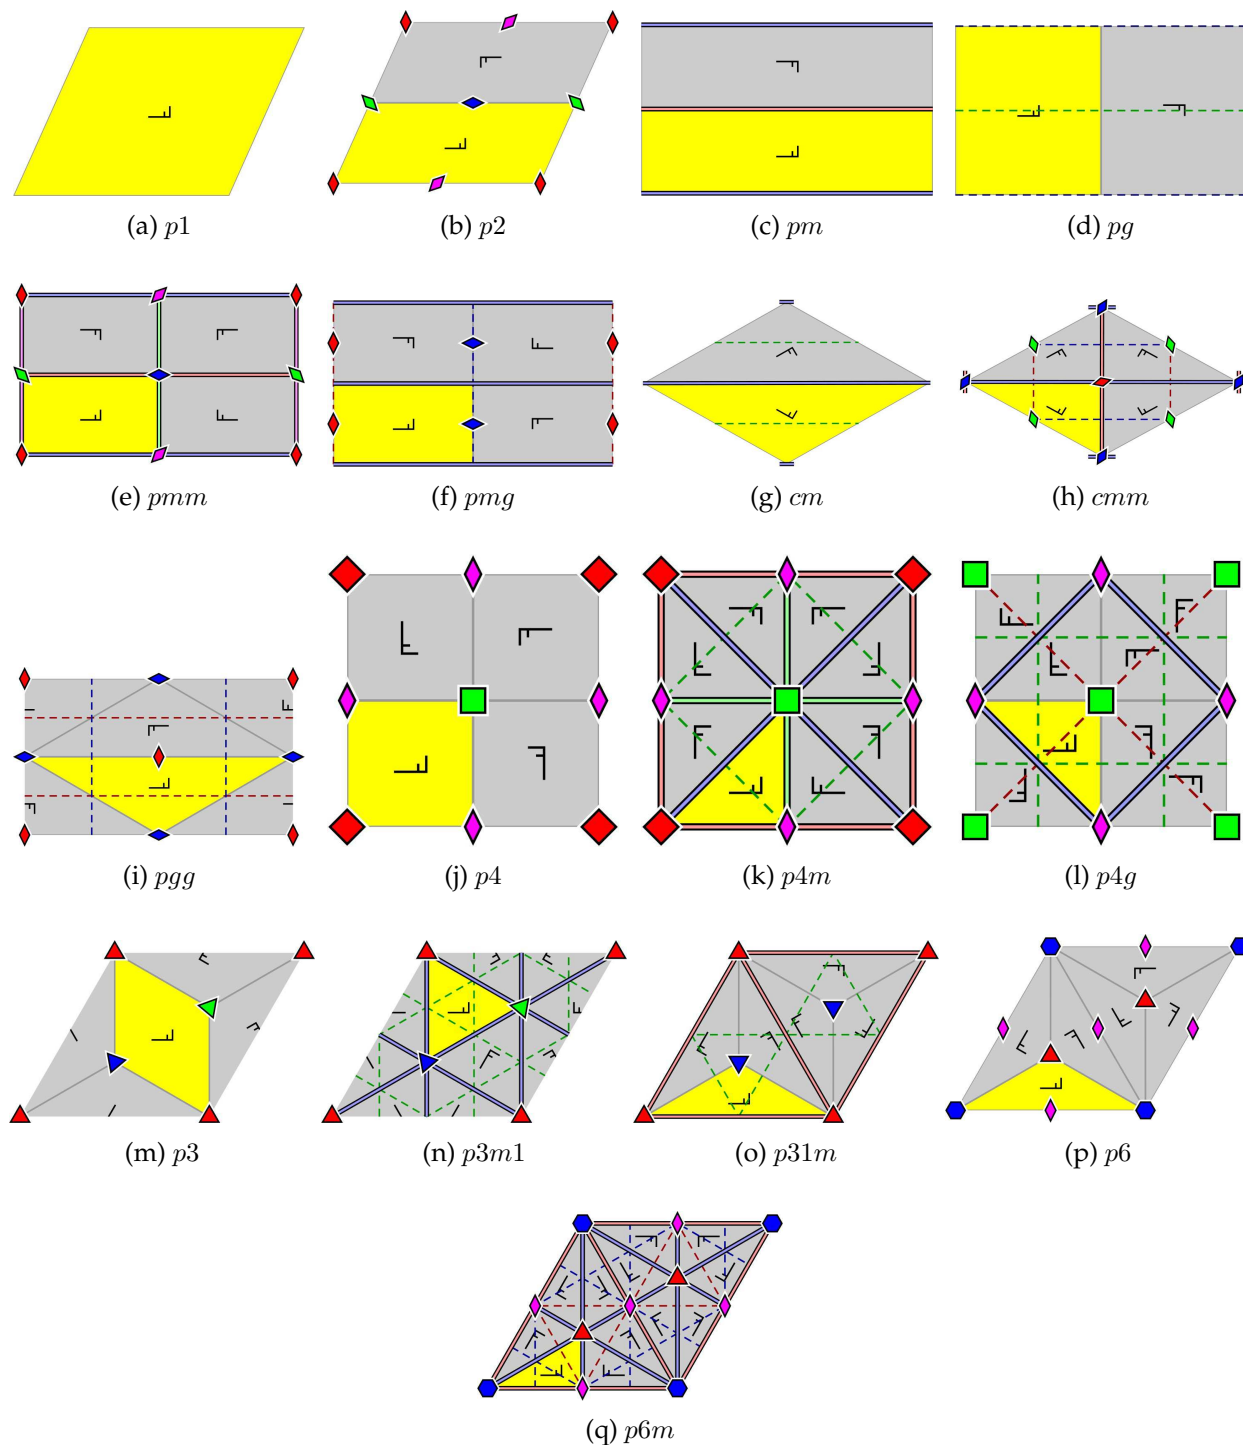 (a) p1
(b) p2
(c) pm
(d) pg
(e) pmm
(f) pmg
(g) cm
(h) cmm
(i) pgg
(j) p4
(k) p4m
(l) p4g
(m) p3
(n) p3m1
(o) p31m
(p) p6
(q) p6m